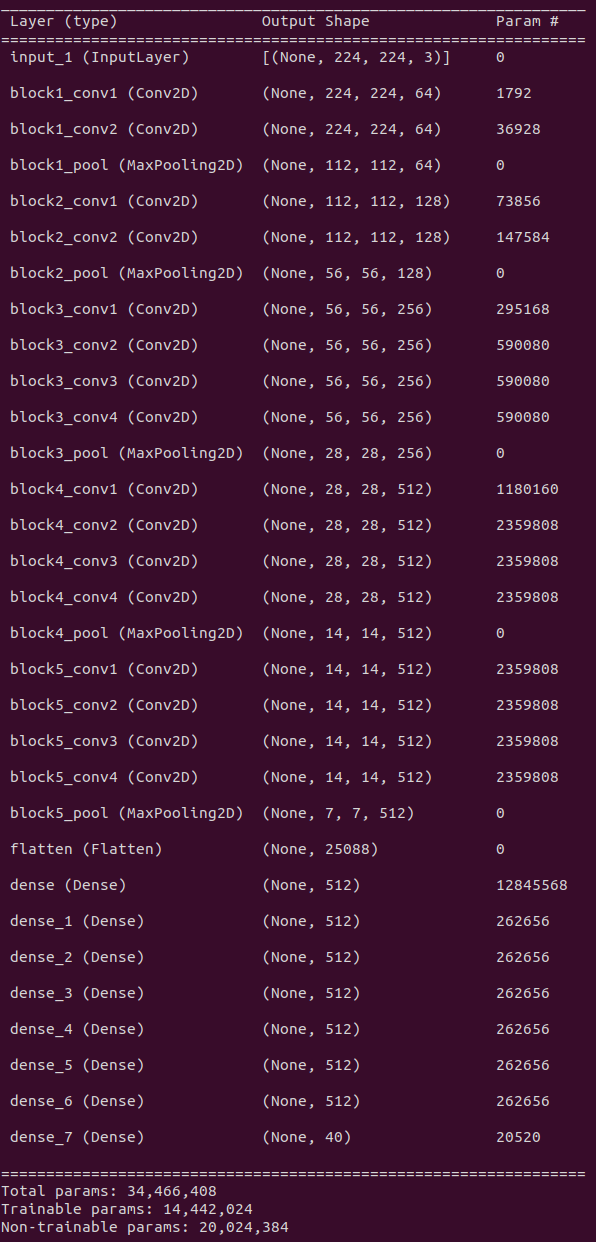 Layer (type) Output Shape Param #
input_1 (InputLayer) [(None, 224, 224, 3)] 0
block1_conv1 (Conv2D) (None, 224, 224, 64) 1792
block1_conv2 (Conv2D) (None, 224, 224, 64) 36928
block1_pool (MaxPooling2D) (None, 112, 112, 64) 0
block2_conv1 (Conv2D) (None, 112, 112, 128) 73856
block2_conv2 (Conv2D) (None, 112, 112, 128) 147584
block2_pool (MaxPooling2D) (None, 56, 56, 128) 0
block3_conv1 (Conv2D) (None, 56, 56, 256) 295168
block3_conv2 (Conv2D) (None, 56, 56, 256) 590080
block3_conv3 (Conv2D) (None, 56, 56, 256) 590080
block3_conv4 (Conv2D) (None, 56, 56, 256) 590080
block3_pool (MaxPooling2D) (None, 28, 28, 256) 0
block4_conv1 (Conv2D) (None, 28, 28, 512) 1180160
block4_conv2 (Conv2D) (None, 28, 28, 512) 2359808
block4_conv3 (Conv2D) (None, 28, 28, 512) 2359808
block4_conv4 (Conv2D) (None, 28, 28, 512) 2359808
block4_pool (MaxPooling2D) (None, 14, 14, 512) 0
block5_conv1 (Conv2D) (None, 14, 14, 512) 2359808
block5_conv2 (Conv2D) (None, 14, 14, 512) 2359808
block5_conv3 (Conv2D) (None, 14, 14, 512) 2359808
block5_conv4 (Conv2D) (None, 14, 14, 512) 2359808
block5_pool (MaxPooling2D) (None, 7, 7, 512) 0
flatten (Flatten) (None, 25088) 0
dense (Dense) (None, 512) 12845568
dense_1 (Dense) (None, 512) 262656
dense_2 (Dense) (None, 512) 262656
dense_3 (Dense) (None, 512) 262656
dense_4 (Dense) (None, 512) 262656
dense_5 (Dense) (None, 512) 262656
dense_6 (Dense) (None, 512) 262656
dense_7 (Dense) (None, 40) 20520
Total params: 34,466,408
Trainable params: 14,442,024
Non-trainable params: 20,024,384